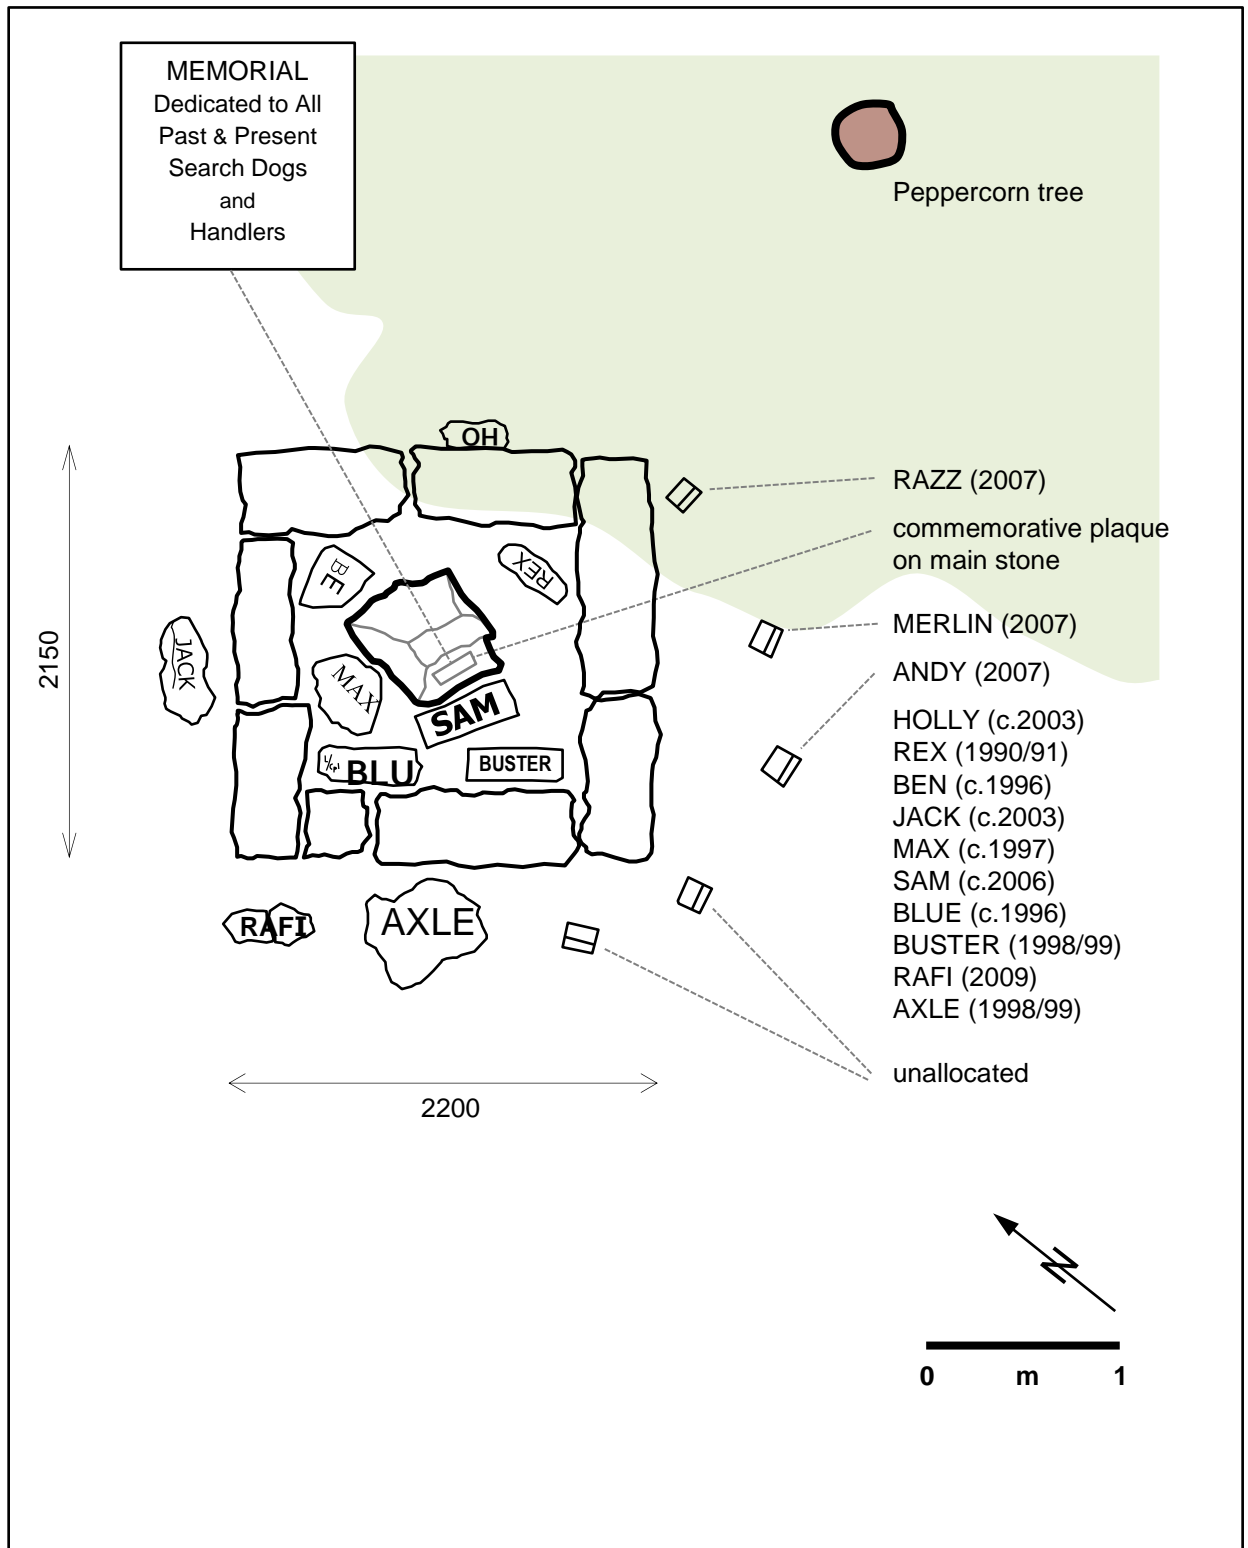 MEMORIAL
Dedicated to All
Past & Present
Search Dogs
and
Handlers
Peppercorn tree
OH
RAZZ (2007)
commemorative plaque
on main stone
BE
REX
MERLIN (2007)
JACK
2150
MAX
ANDY (2007)
SAM
HOLLY (c.2003)
REX (1990/91)
BEN (c.1996)
JACK (c.2003)
MAX (c.1997)
SAM (c.2006)
BLUE (c.1996)
BUSTER (1998/99)
RAFI (2009)
AXLE (1998/99)
L/Cpl BLU
BUSTER
RAFI
AXLE
unallocated
2200
N
0 m 1